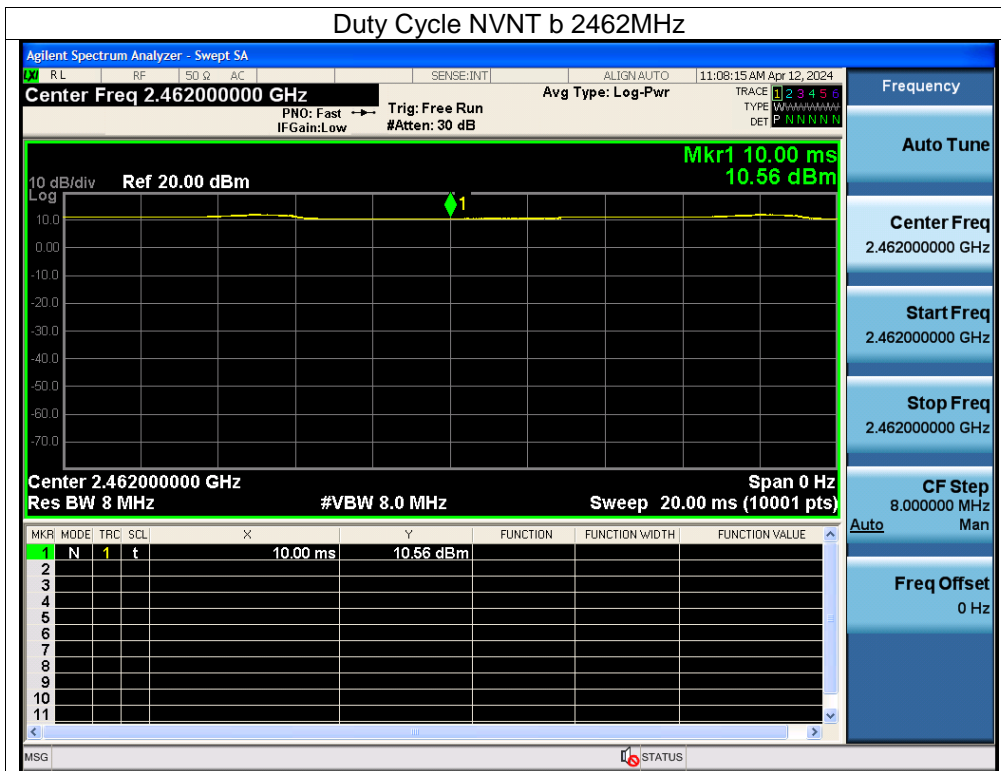 Duty Cycle NVNT b 2462MHz
Agilent Spectrum Analyzer - Swept SA
LXI RL RF 50 Ω AC SENSE:INT ALIGN AUTO 11:08:15 AM Apr 12, 2024
Center Freq 2.462000000 GHz Avg Type: Log-Pwr TRACE 1 2 3 4 5 6
PNO: Fast Trig: Free Run TYPE WWWWWW
IFGain:Low #Atten: 30 dB DET P N N N N N
Mkr1 10.00 ms
10 dB/div Ref 20.00 dBm 10.56 dBm
Log
1
10.0
0.00
-10.0
-20.0
-30.0
-40.0
-50.0
-60.0
-70.0
Center 2.462000000 GHz Span 0 Hz
Res BW 8 MHz #VBW 8.0 MHz Sweep 20.00 ms (10001 pts)
MKR MODE TRC SCL X Y FUNCTION FUNCTION WIDTH FUNCTION VALUE
1 N 1 t 10.00 ms 10.56 dBm
2
3
4
5
6
7
8
9
10
11
MSG STATUS
Frequency
Auto Tune
Center Freq
2.462000000 GHz
Start Freq
2.462000000 GHz
Stop Freq
2.462000000 GHz
CF Step
8.000000 MHz
Auto Man
Freq Offset
0 Hz